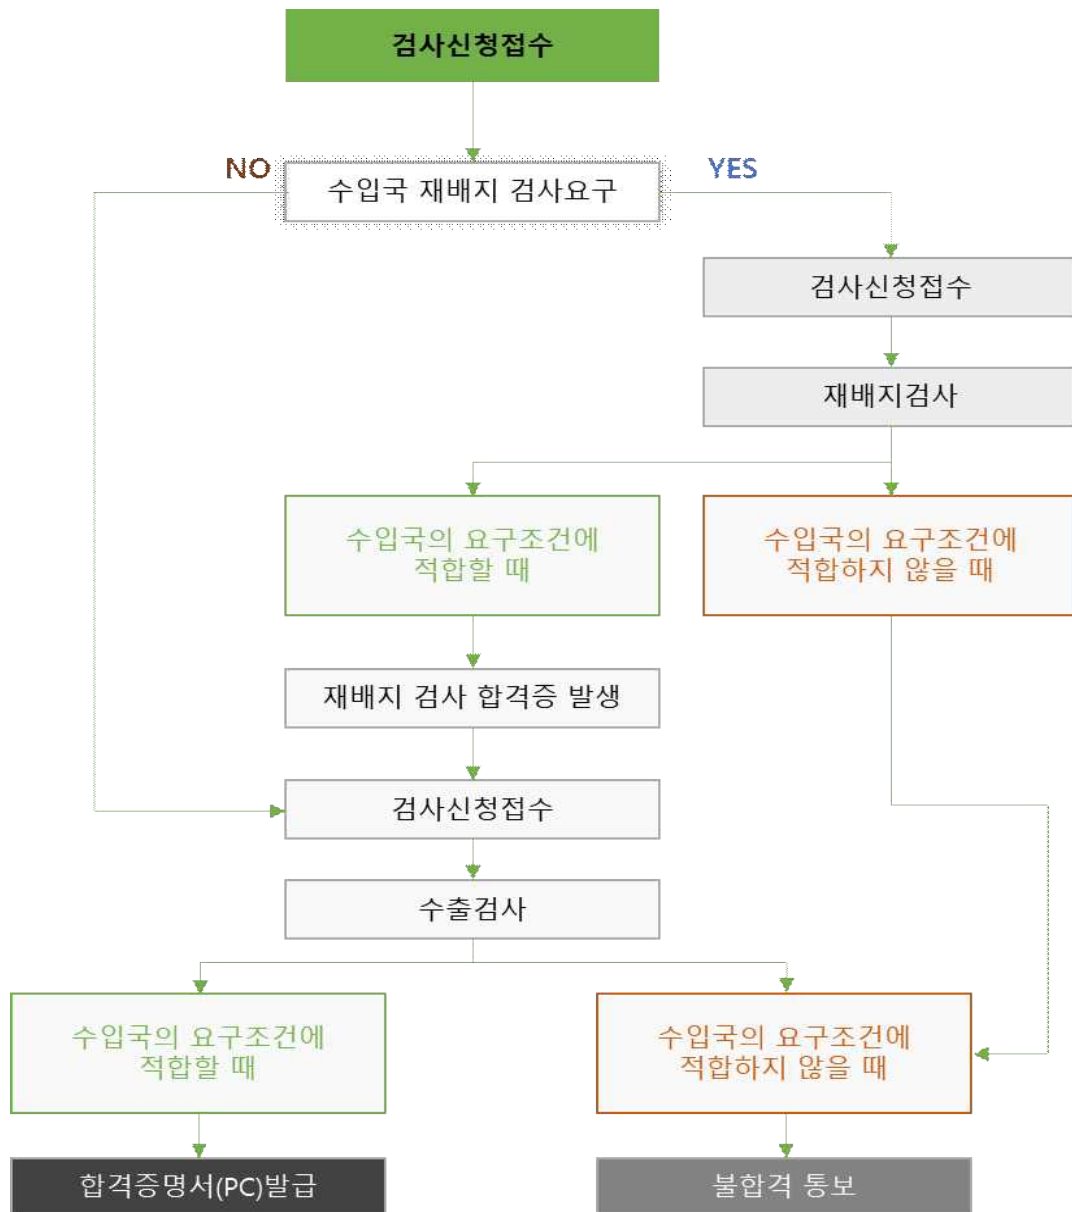 검사신청접수
NO
수입국 재배지 검사요구
YES
검사신청접수
재배지검사
수입국의 요구조건에
적합할 때
수입국의 요구조건에
적합하지 않을 때
재배지 검사 합격증 발생
검사신청접수
수출검사
수입국의 요구조건에
적합할 때
수입국의 요구조건에
적합하지 않을 때
합격증명서(PC)발급
불합격 통보